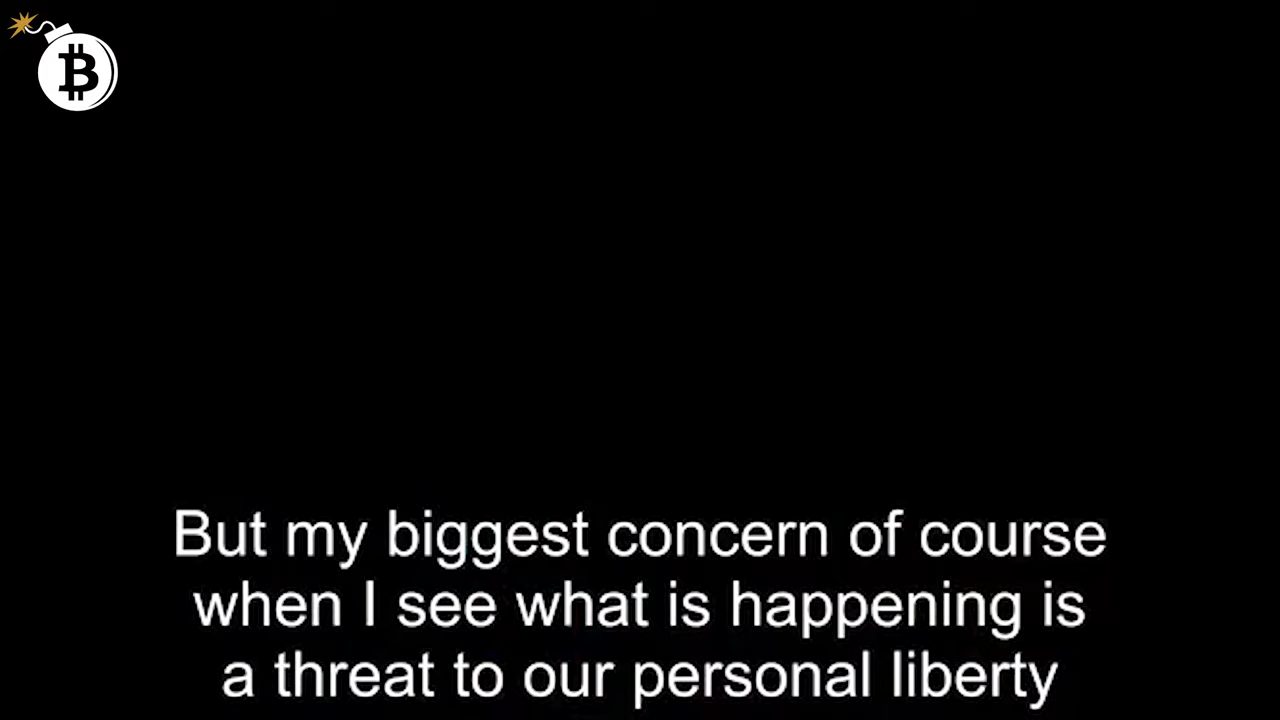 But my biggest concern of course
when I see what is happening is
a threat to our personal liberty